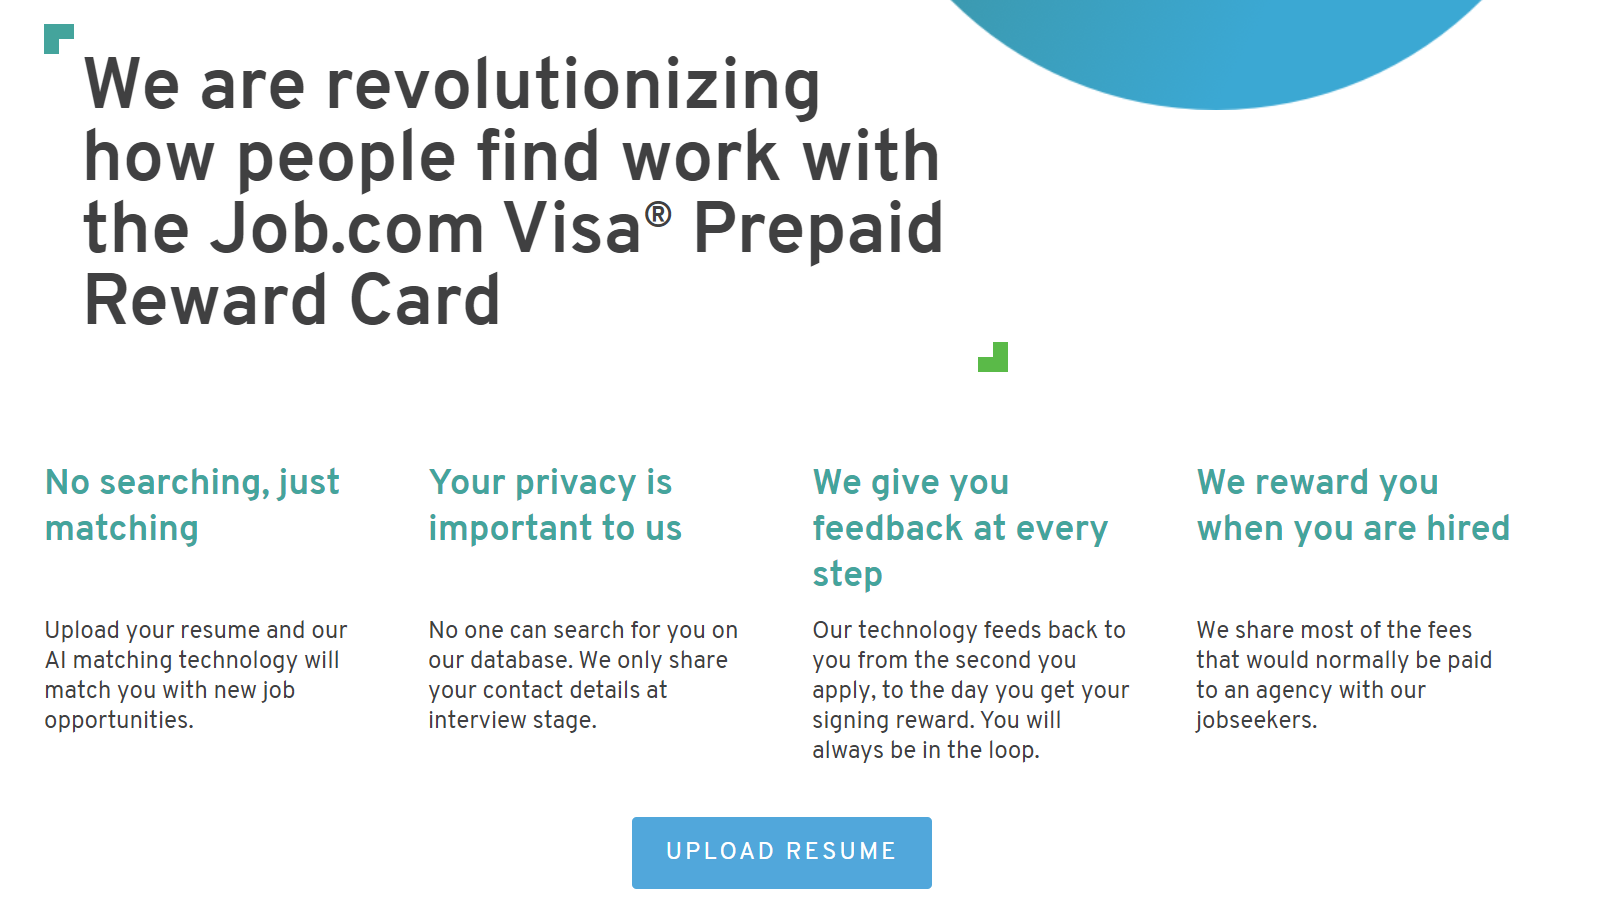 We are revolutionizing
how people find work with
the Job.com Visa® Prepaid
Reward Card
No searching, just
matching
Upload your resume and our
AI matching technology will
match you with new job
opportunities.
Your privacy is
important to us
No one can search for you on
our database. We only share
your contact details at
interview stage.
We give you
feedback at every
step
Our technology feeds back to
you from the second you
apply, to the day you get your
signing reward. You will
always be in the loop.
We reward you
when you are hired
We share most of the fees
that would normally be paid
to an agency with our
jobseekers.
UPLOAD RESUME